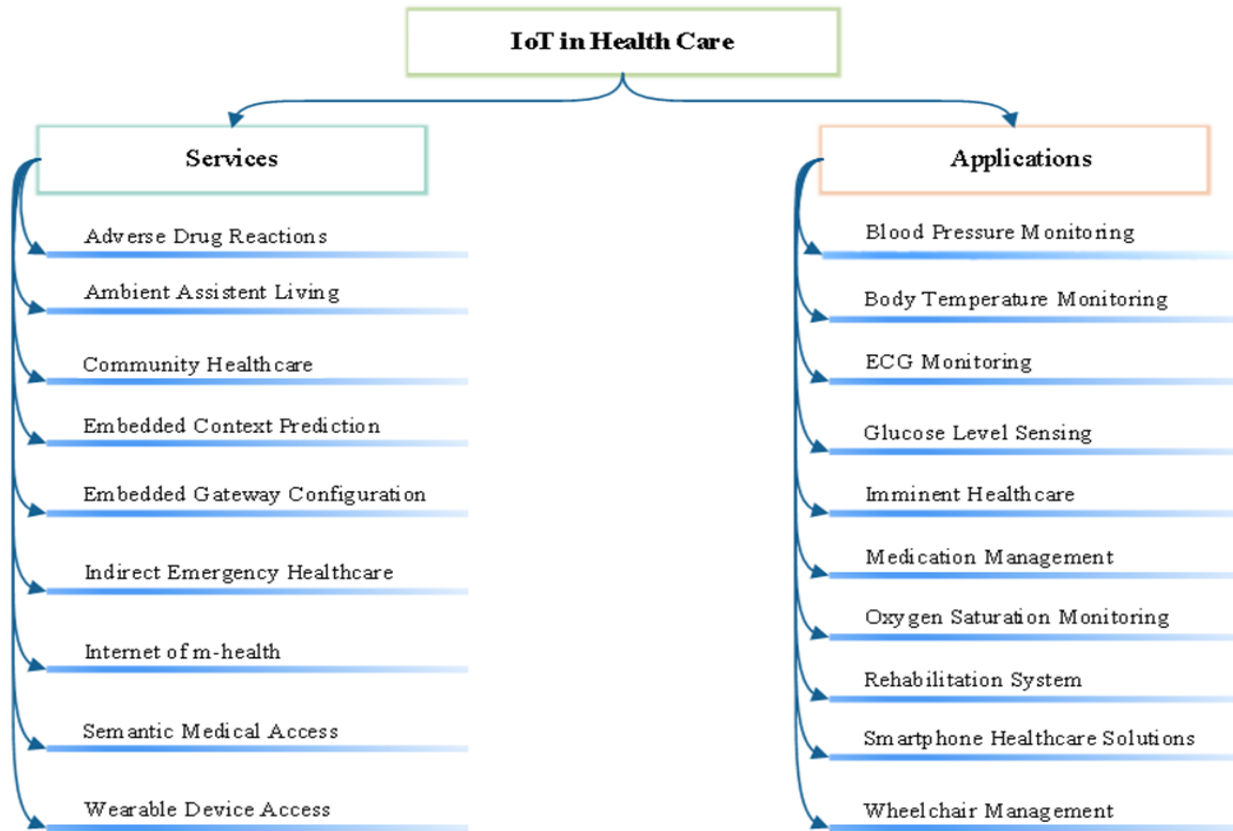 IoT in Health Care
Services
Adverse Drug Reactions
Ambient Assistent Living
Community Healthcare
Embedded Context Prediction
Embedded Gateway Configuration
Indirect Emergency Healthcare
Internet of m-health
Semantic Medical Access
Wearable Device Access
Applications
Blood Pressure Monitoring
Body Temperature Monitoring
ECG Monitoring
Glucose Level Sensing
Imminent Healthcare
Medication Management
Oxygen Saturation Monitoring
Rehabilitation System
Smartphone Healthcare Solutions
Wheelchair Management